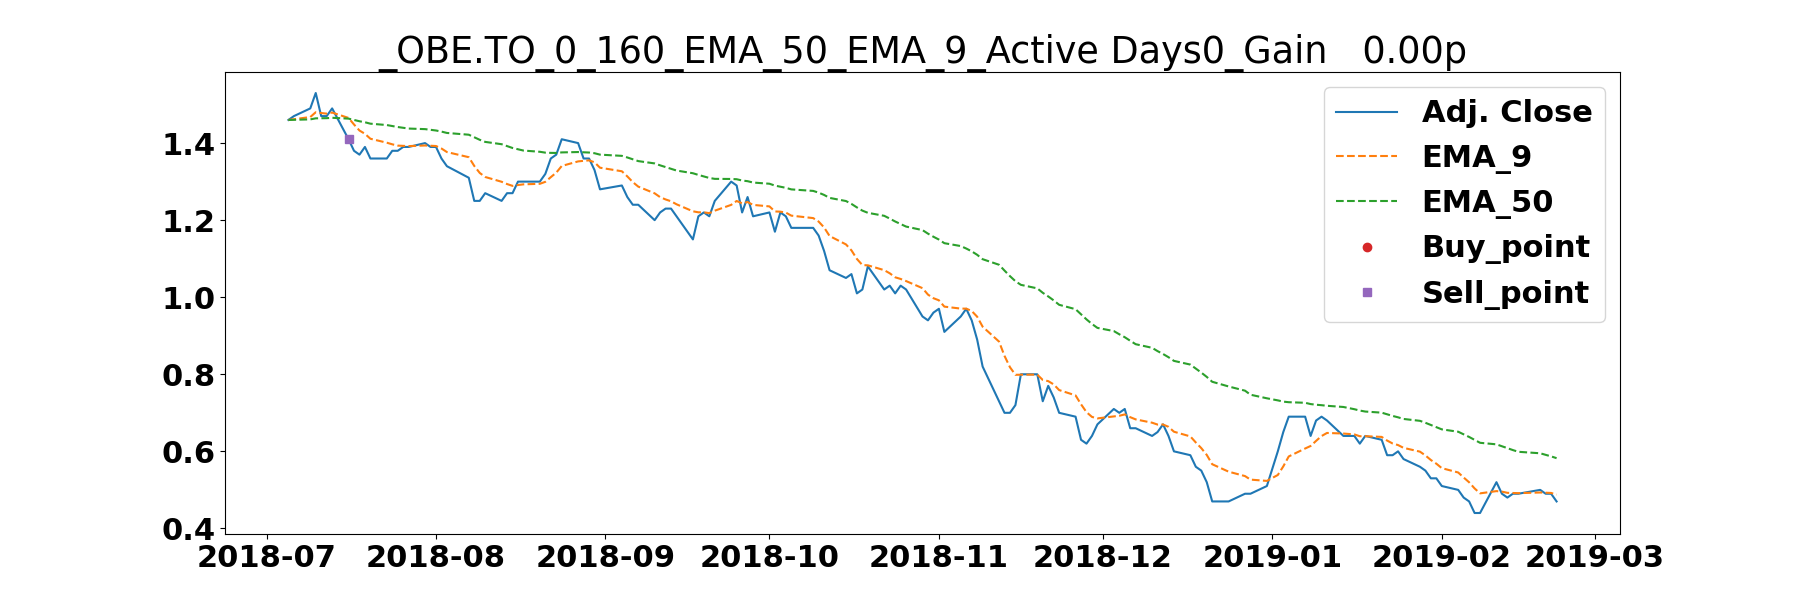 _OBE.TO_0_160_EMA_50_EMA_9_Active Days0_Gain   0.00p
Adj. Close
EMA_9
EMA_50
Buy_point
Sell_point
1.4
1.2
1.0
0.8
0.6
0.4
2018-07 2018-08 2018-09 2018-10 2018-11 2018-12 2019-01 2019-02 2019-03